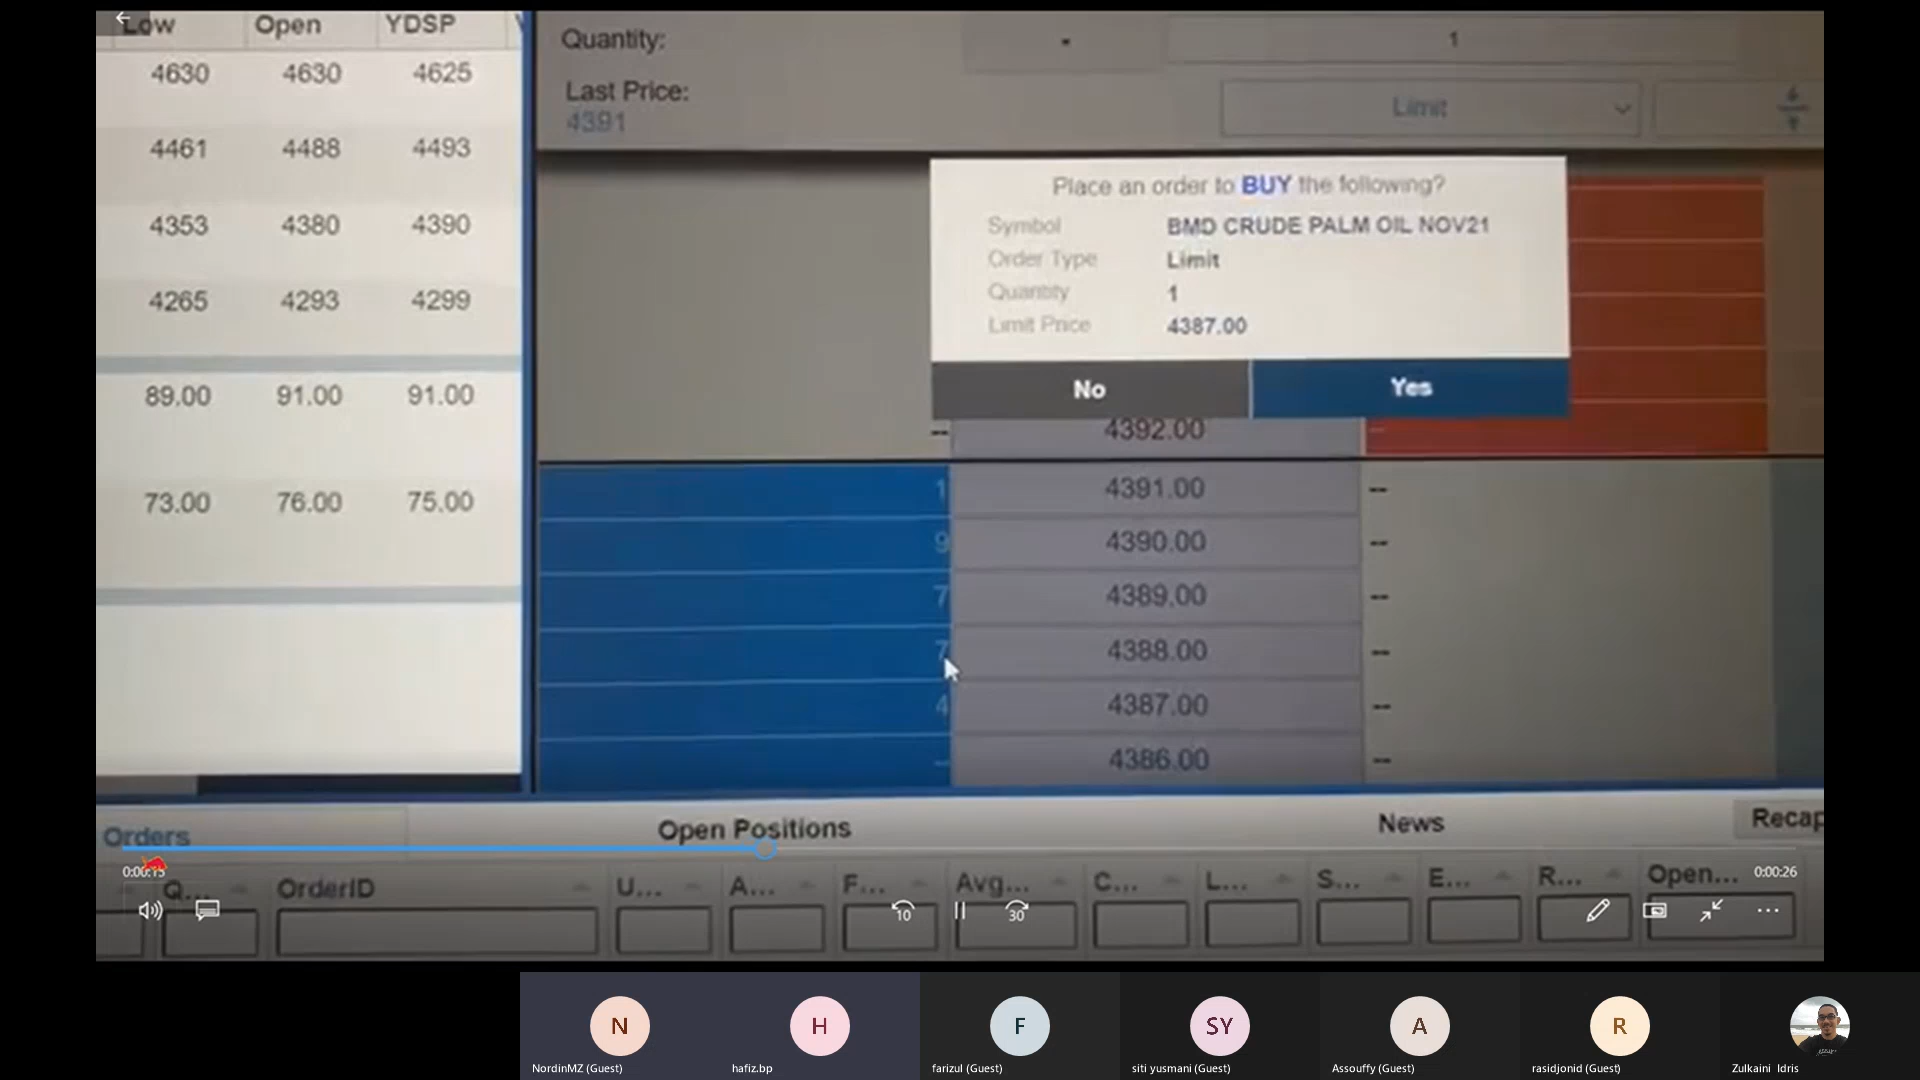 Low Open YDSP
4630 4630 4625
4461 4488 4493
4353 4380 4390
4265 4293 4299
89.00 91.00 91.00
73.00 76.00 75.00
Quantity: - 1
Last Price:
4391
Limit
Place an order to BUY the following?
Symbol BMD CRUDE PALM OIL NOV21
Order Type Limit
Quantity 1
Limit Price 4387.00
No Yes
-- 4392.00 --
1 4391.00 --
9 4390.00 --
7 4389.00 --
7 4388.00 --
4 4387.00 --
-- 4386.00 --
Orders Open Positions News Recap
0:00:15 0:00:26
Q... OrderID U... A... F... Avg... C... L... S... E... R... Open...
10 30
N H F SY A R
NordinMZ (Guest) hafiz.bp farizul (Guest) siti yusmani (Guest) Assouffy (Guest) rasidjonid (Guest) Zulkaini Idris